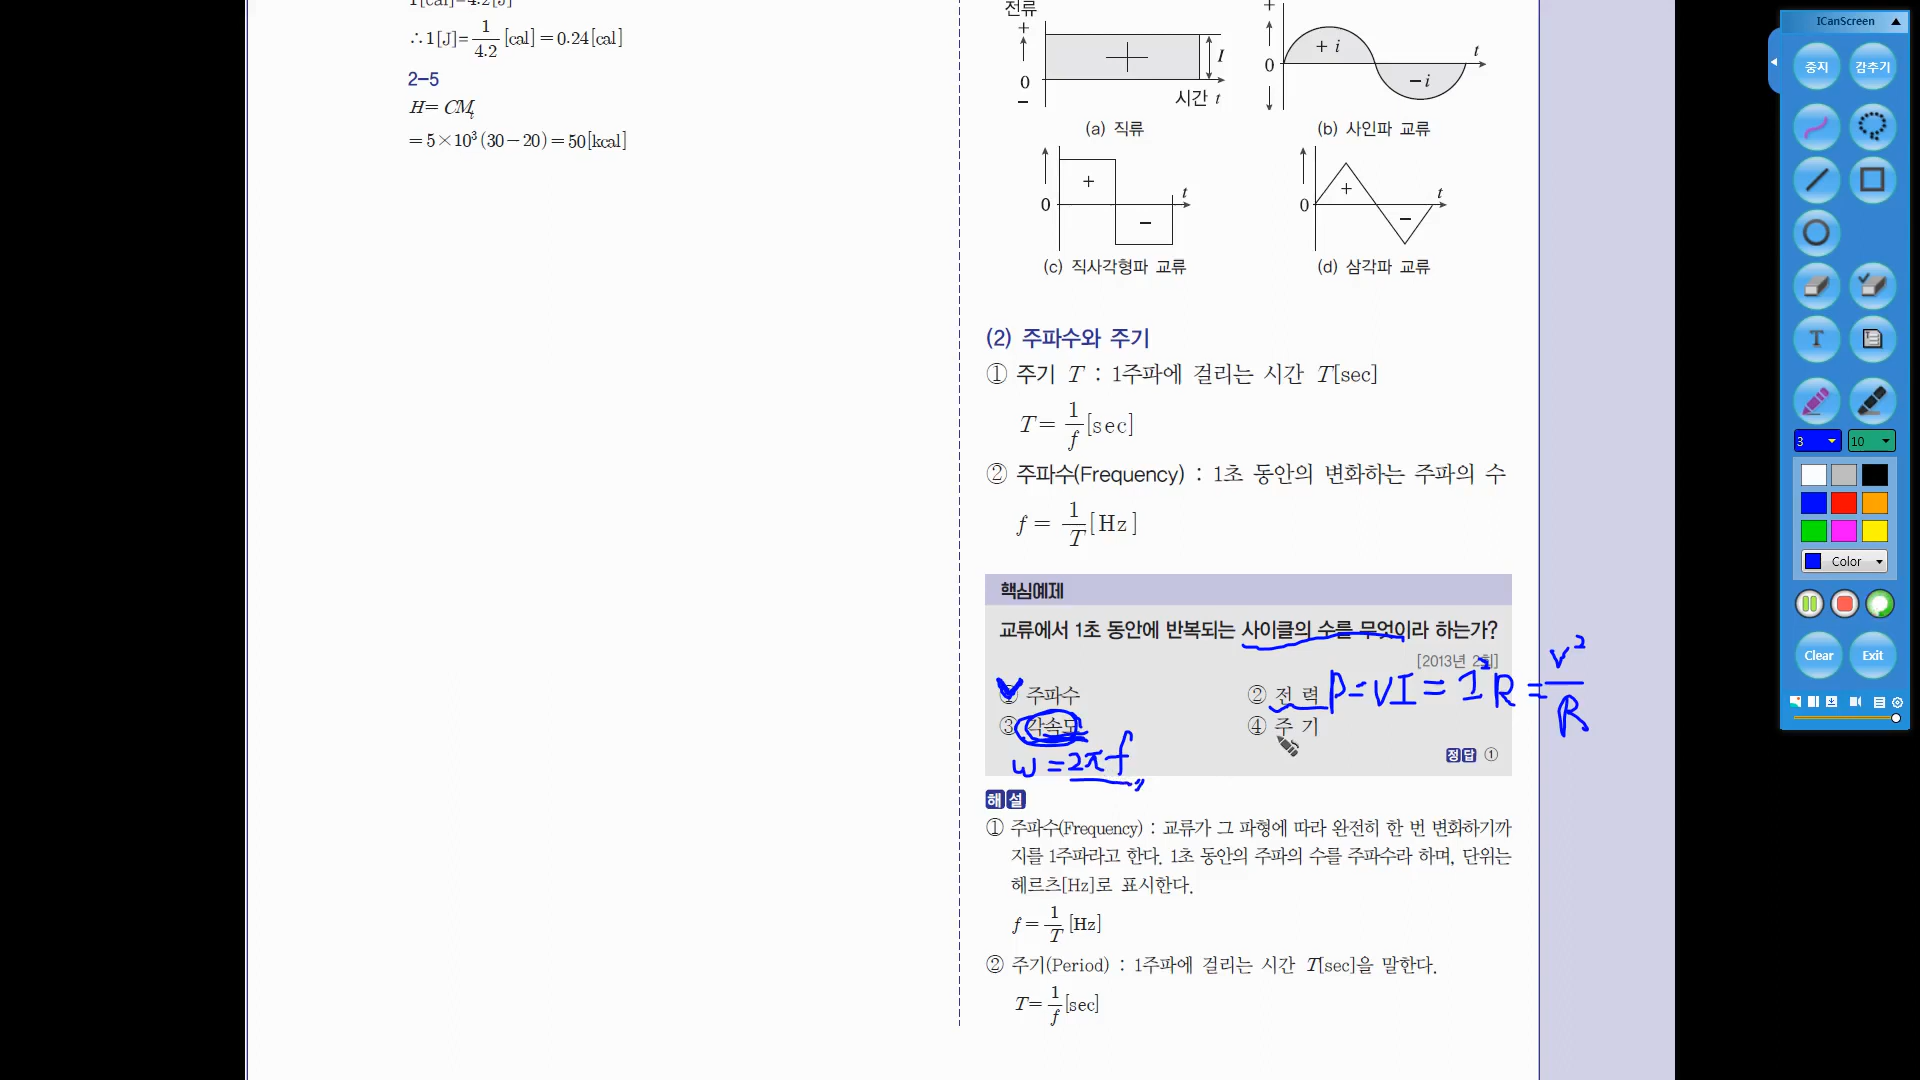 1[cal]=4.2[J]
∴1[J]=1/4.2[cal]=0.24[cal]
2-5
H= CMt
=5×10³(30-20)=50[kcal]
전류
+
0
-
+
I
시간 t
(a) 직류
+
0
+i
-i
t
(b) 사인파 교류
0
+
-
t
(c) 직사각형파 교류
0
+
-
t
(d) 삼각파 교류
(2) 주파수와 주기
① 주기 T : 1주파에 걸리는 시간 T[sec]
T= 1/f [sec]
② 주파수(Frequency) : 1초 동안의 변화하는 주파의 수
f = 1/T [Hz]
핵심예제
교류에서 1초 동안에 반복되는 사이클의 수를 무엇이라 하는가?
[2013년 2회]
① 주파수
② 전 력
P=VI=I²R=V²/R
③ 각속도
④ 주 기
w=2πf
정답 ①
해설
① 주파수(Frequency) : 교류가 그 파형에 따라 완전히 한 번 변화하기까
지를 1주파라고 한다. 1초 동안의 주파의 수를 주파수라 하며, 단위는
헤르츠[Hz]로 표시한다.
f = 1/T [Hz]
② 주기(Period) : 1주파에 걸리는 시간 T[sec]을 말한다.
T= 1/f [sec]
ICanScreen
중지
감추기
T
3
10
Color
Clear
Exit